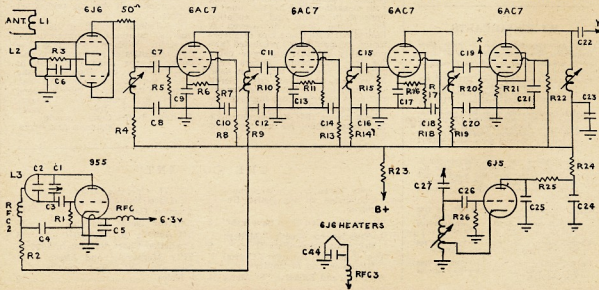 6J6 50Ω 6AC7 6AC7 6AC7 6AC7
ANT. L1
L2 R3 C6
C7 R5 C9 R6 R7 C8 C10 R8 R4
C11 R10 R11 C13 C12 C14 R9 R13
C15 R15 R16 R17 C17 C16 C18 R14 R18
C19 X R20 R21 C21 C20 R19 R22
C22 Y
C23
L3 C2 C1 955
RFC2 C3 R1 RFC 6·3V
C4 C5
R2
R23
B+
6J6 HEATERS
C44
RFC3
6J5
C27 C26 R26 R25 C25 R24 C24